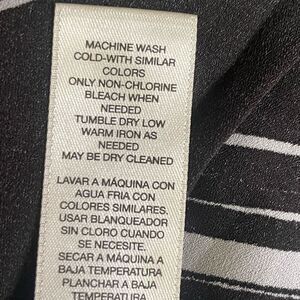 MACHINE WASH
COLD-WITH SIMILAR
COLORS
ONLY NON-CHLORINE
BLEACH WHEN
NEEDED
TUMBLE DRY LOW
WARM IRON AS
NEEDED
MAY BE DRY CLEANED
LAVAR A MÁQUINA CON
AGUA FRIA CON
COLORES SIMILARES.
USAR BLANQUEADOR
SIN CLORO CUANDO
SE NECESITE.
SECAR A MÁQUINA A
BAJA TEMPERATURA
PLANCHAR A BAJA
TEMPERATURA